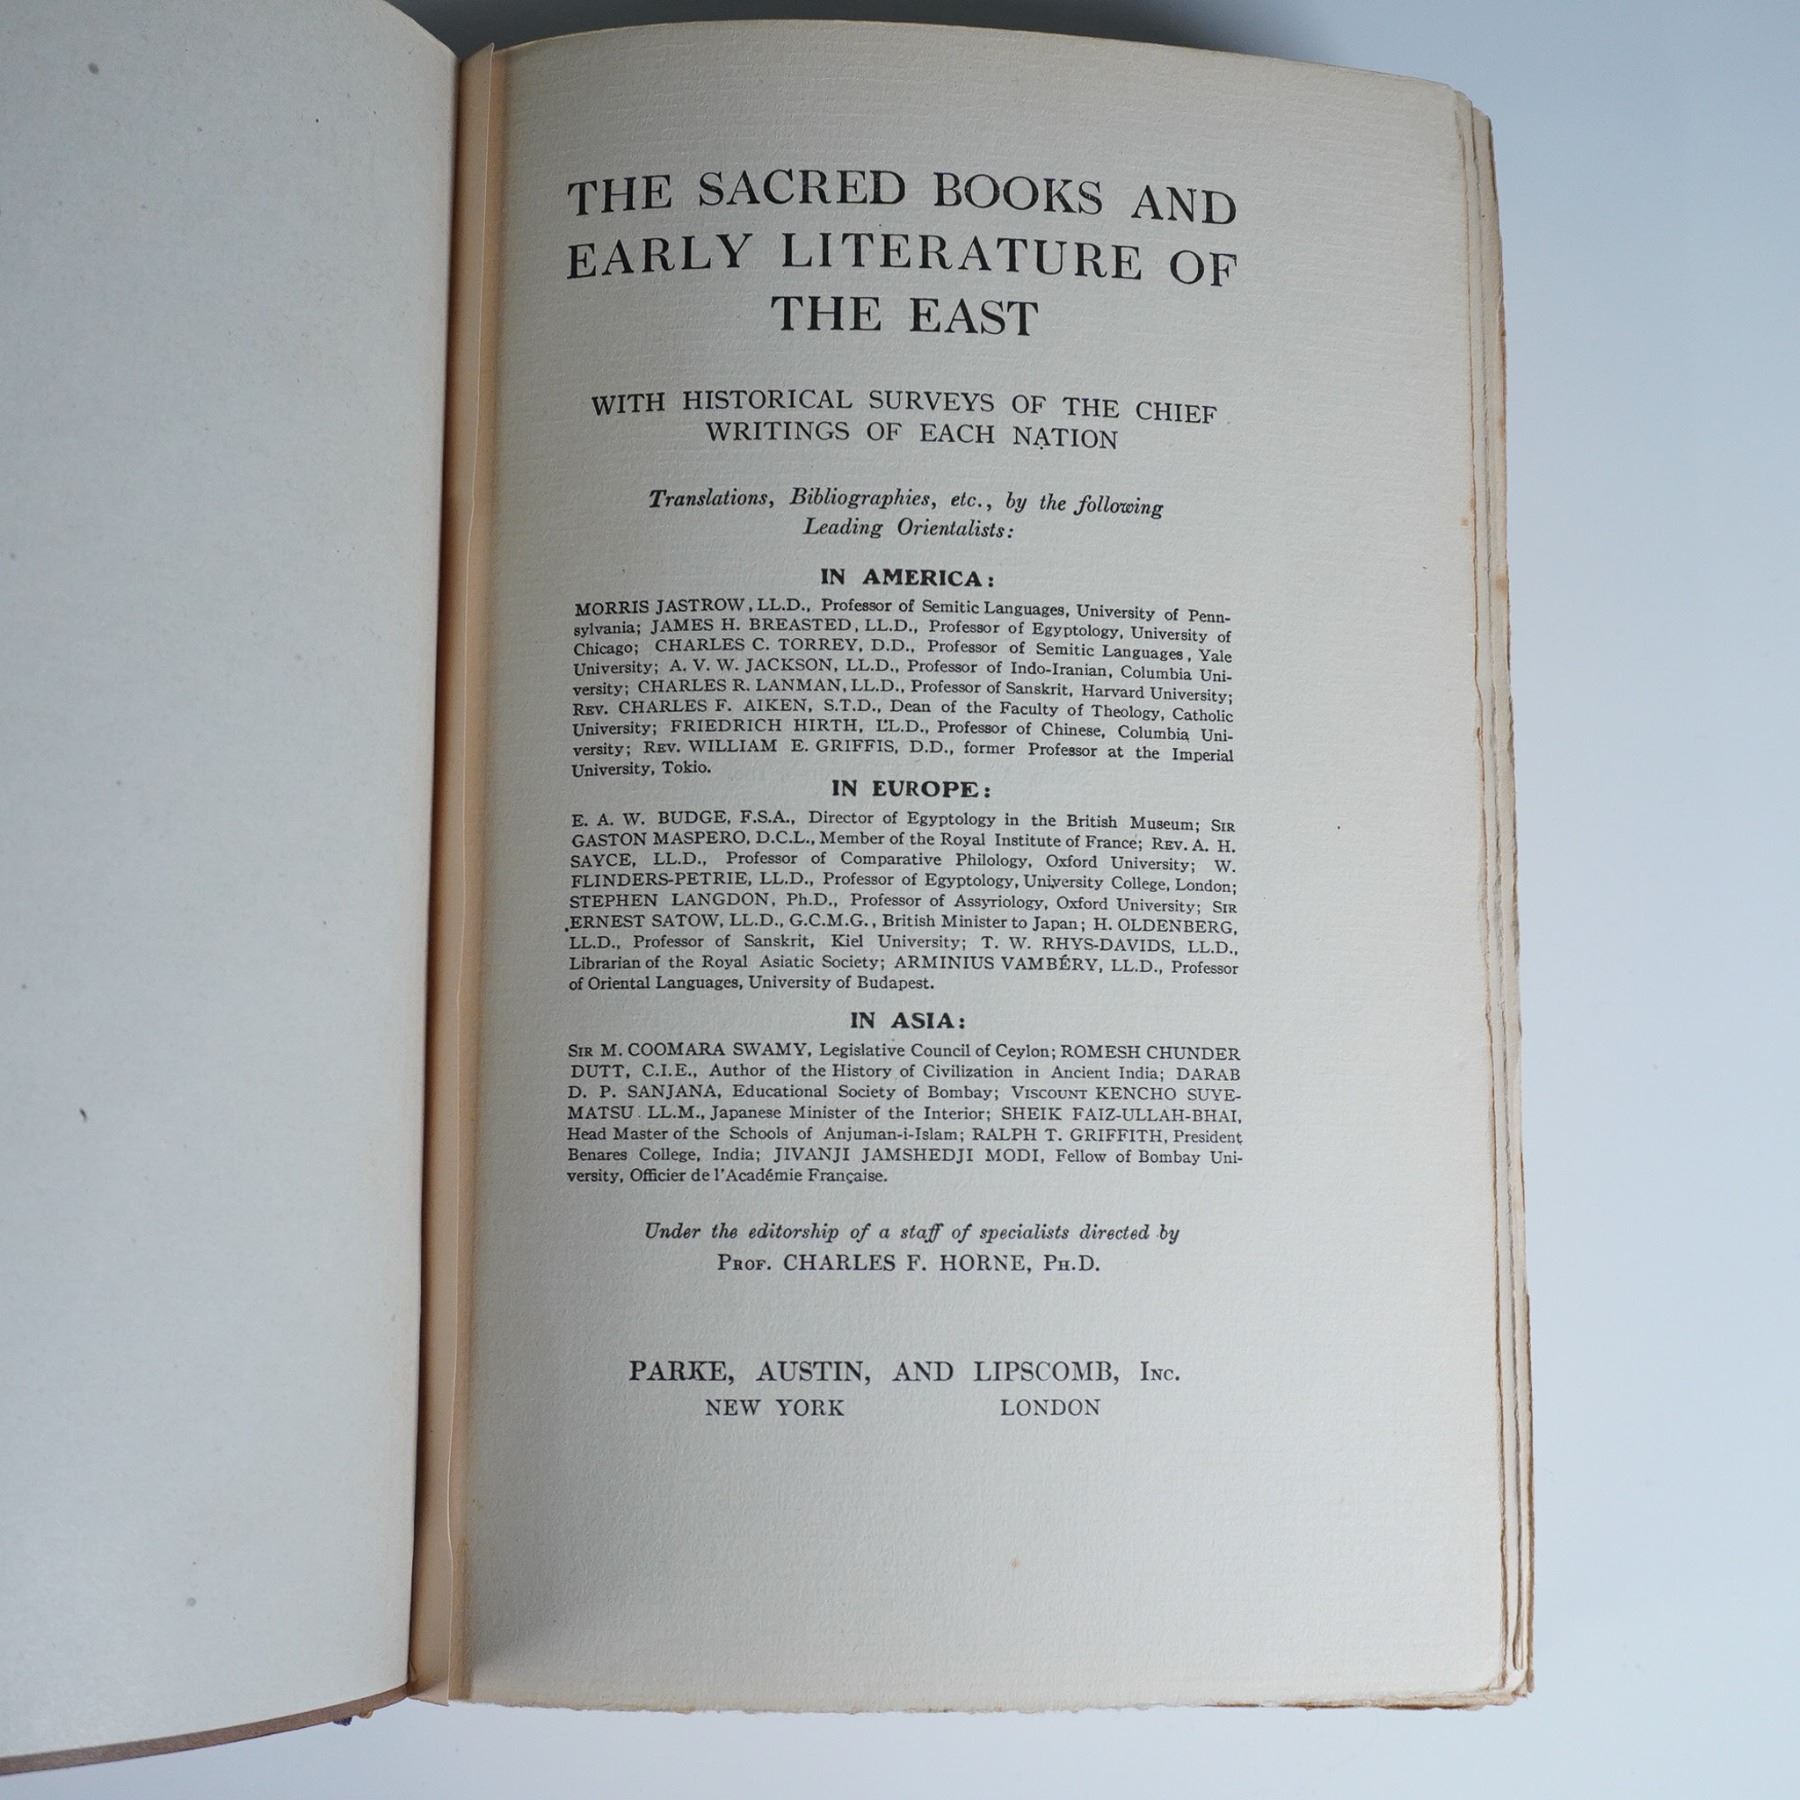 THE SACRED BOOKS AND
EARLY LITERATURE OF
THE EAST
WITH HISTORICAL SURVEYS OF THE CHIEF
WRITINGS OF EACH NATION
Translations, Bibliographies, etc., by the following
Leading Orientalists:
IN AMERICA:
MORRIS JASTROW, LL.D., Professor of Semitic Languages, University of Penn-
sylvania; JAMES H. BREASTED, LL.D., Professor of Egyptology, University of
Chicago; CHARLES C. TORREY, D.D., Professor of Semitic Languages, Yale
University; A. V. W. JACKSON, LL.D., Professor of Indo-Iranian, Columbia Uni-
versity; CHARLES R. LANMAN, LL.D., Professor of Sanskrit, Harvard University;
REV. CHARLES F. AIKEN, S.T.D., Dean of the Faculty of Theology, Catholic
University; FRIEDRICH HIRTH, LL.D., Professor of Chinese, Columbia Uni-
versity; REV. WILLIAM E. GRIFFIS, D.D., former Professor at the Imperial
University, Tokio.
IN EUROPE:
E. A. W. BUDGE, F.S.A., Director of Egyptology in the British Museum; SIR
GASTON MASPERO, D.C.L., Member of the Royal Institute of France; REV. A. H.
SAYCE, LL.D., Professor of Comparative Philology, Oxford University; W.
FLINDERS-PETRIE, LL.D., Professor of Egyptology, University College, London;
STEPHEN LANGDON, Ph.D., Professor of Assyriology, Oxford University; SIR
ERNEST SATOW, LL.D., G.C.M.G., British Minister to Japan; H. OLDENBERG,
LL.D., Professor of Sanskrit, Kiel University; T. W. RHYS-DAVIDS, LL.D.,
Librarian of the Royal Asiatic Society; ARMINIUS VAMBÉRY, LL.D., Professor
of Oriental Languages, University of Budapest.
IN ASIA:
SIR M. COOMARA SWAMY, Legislative Council of Ceylon; ROMESH CHUNDER
DUTT, C.I.E., Author of the History of Civilization in Ancient India; DARAB
D. P. SANJANA, Educational Society of Bombay; VISCOUNT KENCHO SUYE-
MATSU LL.M., Japanese Minister of the Interior; SHEIK FAIZ-ULLAH-BHAI,
Head Master of the Schools of Anjuman-i-Islam; RALPH T. GRIFFITH, President
Benares College, India; JIVANJI JAMSHEDJI MODI, Fellow of Bombay Uni-
versity, Officier de l'Académie Française.
Under the editorship of a staff of specialists directed by
PROF. CHARLES F. HORNE, PH.D.
PARKE, AUSTIN, AND LIPSCOMB, INC.
NEW YORK LONDON